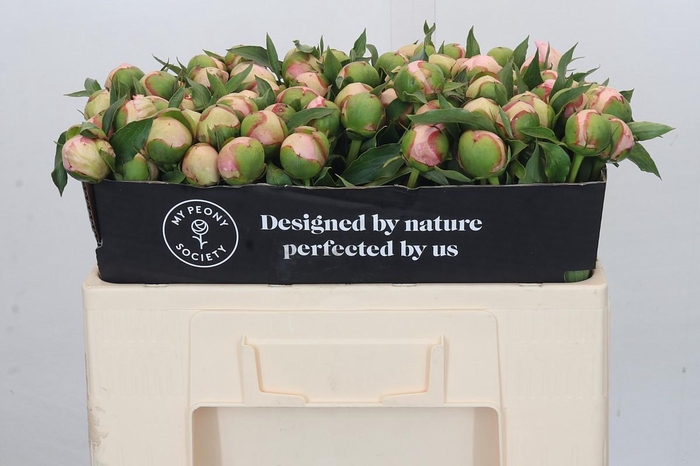 MY PEONY
SOCIETY
Designed by nature
perfected by us